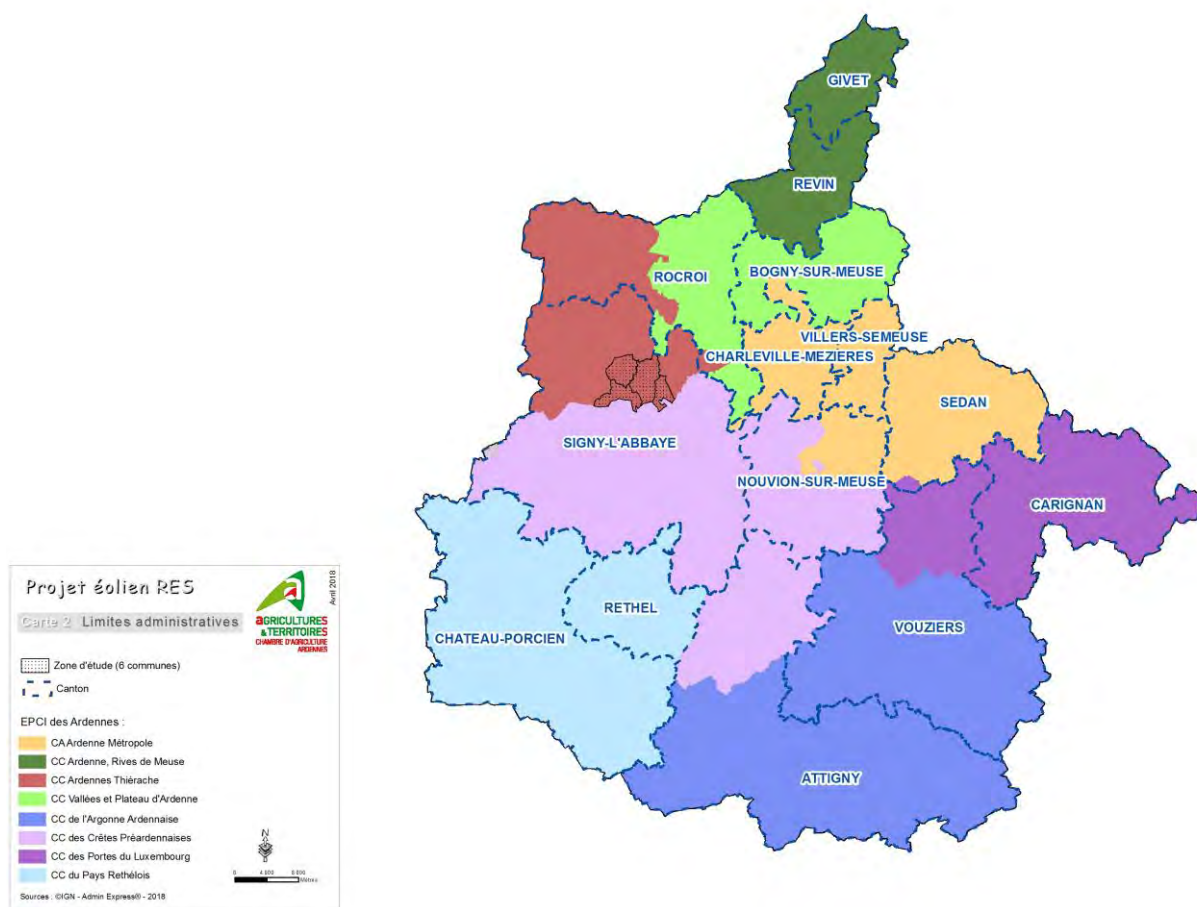 GIVET
REVIN
ROCROI
BOGNY-SUR-MEUSE
VILLERS-SEMEUSE
CHARLEVILLE-MEZIERES
SEDAN
SIGNY-L'ABBAYE
NOUVION-SUR-MEUSE
CARIGNAN
RETHEL
CHATEAU-PORCIEN
VOUZIERS
ATTIGNY
Projet éolien RES
Carte 2 Limites administratives
Avril 2018
AGRICULTURES
& TERRITOIRES
CHAMBRE D'AGRICULTURE
ARDENNES
Zone d'étude (6 communes)
Canton
EPCI des Ardennes :
CA Ardenne Métropole
CC Ardenne, Rives de Meuse
CC Ardennes Thiérache
CC Vallées et Plateau d'Ardenne
CC de l'Argonne Ardennaise
CC des Crêtes Préardennaises
CC des Portes du Luxembourg
CC du Pays Rethélois
N
Mètres
Sources : ©IGN - Admin Express® - 2018